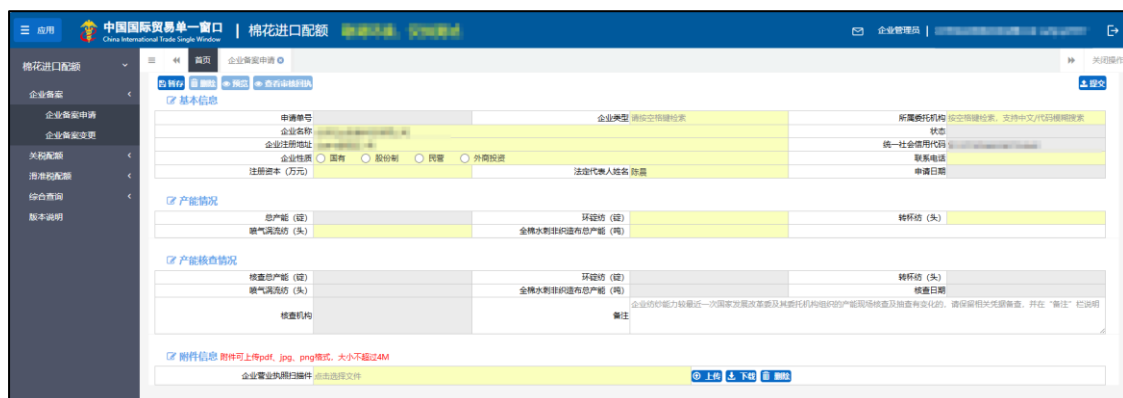 应用 中国国际贸易单一窗口 China International Trade Single Window | 棉花进口配额 企业管理员 |
棉花进口配额 首页 企业备案申请 关闭操作
企业备案
企业备案申请
企业备案变更
关税配额
滑准税配额
综合查询
版本说明
暂存 删除 预览 查看审核回执 提交
基本信息
申请单号 企业类型 请按空格键检索 所属委托机构 按空格键检索，支持中文/代码模糊搜索
企业名称 状态
企业注册地址 统一社会信用代码
企业性质 国有 股份制 民营 外商投资 联系电话
注册资本（万元） 法定代表人姓名 陈晨 申请日期
产能情况
总产能（锭） 环锭纺（锭） 转杯纺（头）
喷气涡流纺（头） 全棉水刺非织造布总产能（吨）
产能核查情况
核查总产能（锭） 环锭纺（锭） 转杯纺（头）
喷气涡流纺（头） 全棉水刺非织造布总产能（吨） 核查日期
核查机构 备注 企业纺纱能力较最近一次国家发展改革委及其委托机构组织的产能现场核查及抽查有变化的，请保留相关凭据备查，并在“备注”栏说明
附件信息 附件可上传pdf、jpg、png格式，大小不超过4M
企业营业执照扫描件 点击选择文件 上传 下载 删除